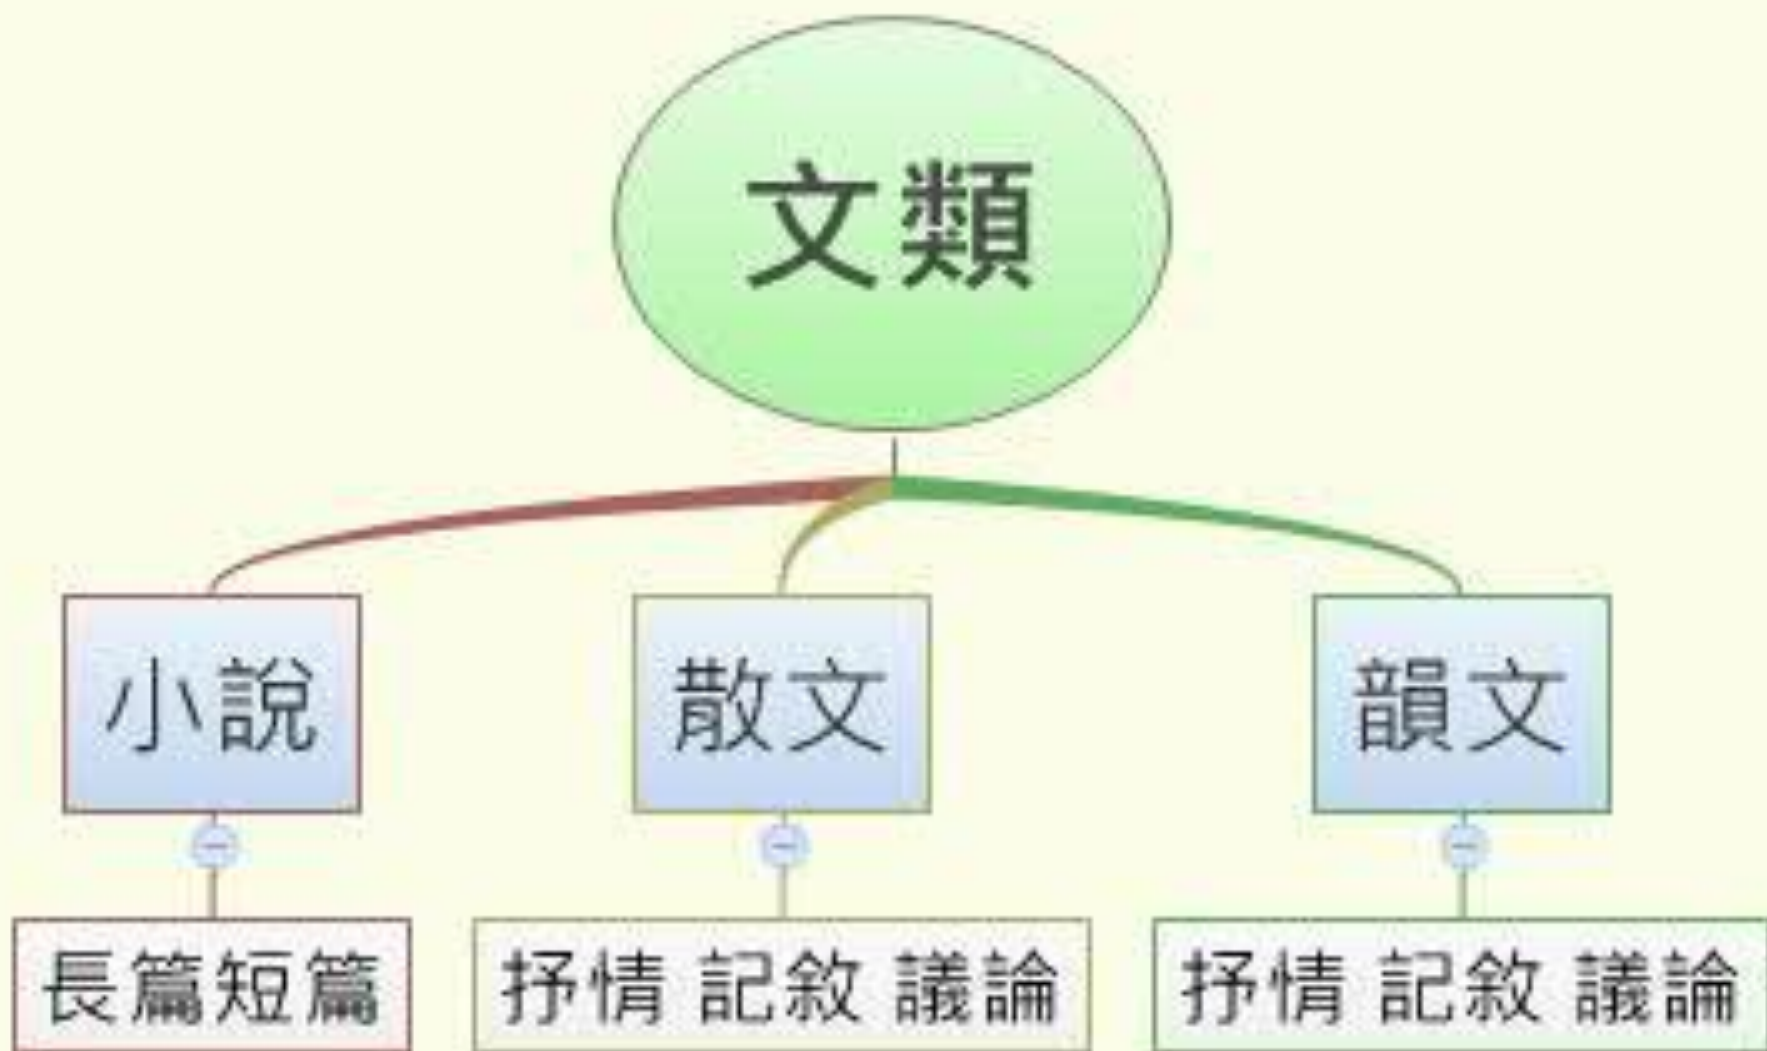 文類
小說
散文
韻文
長篇短篇
抒情 記敘 議論
抒情 記敘 議論